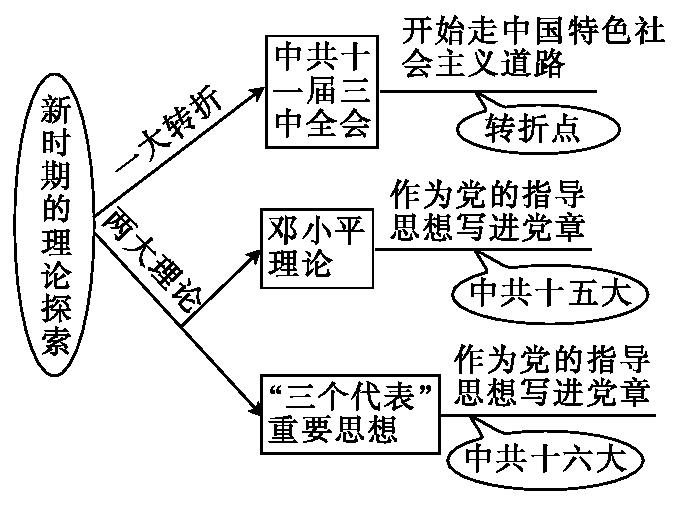 新时期的理论探索
一大转折
中共十
一届三
中全会
开始走中国特色社
会主义道路
转折点
两大理论
邓小平
理论
作为党的指导
思想写进党章
中共十五大
“三个代表”
重要思想
作为党的指导
思想写进党章
中共十六大